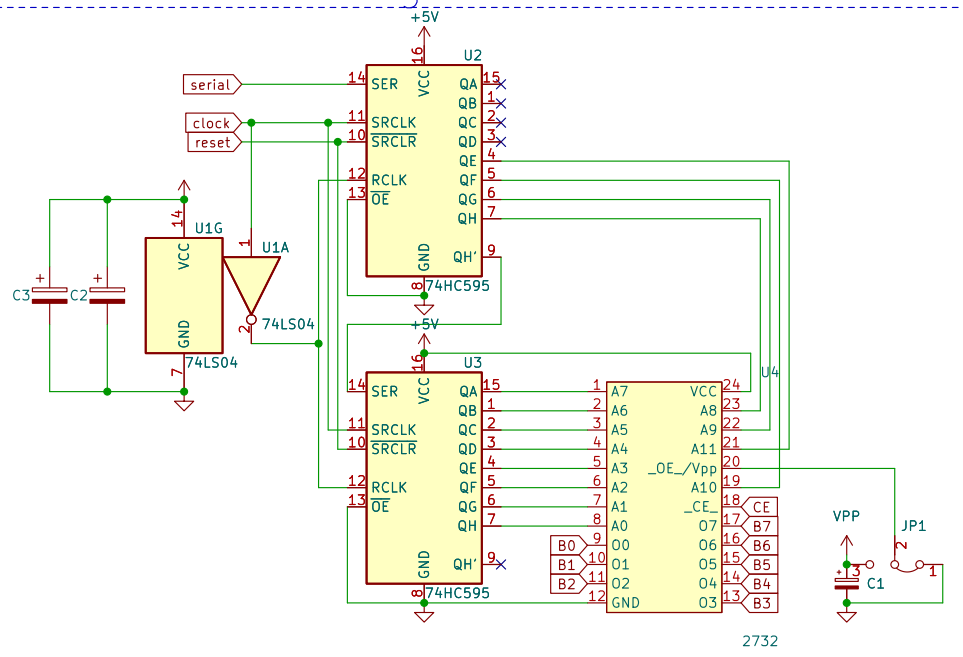 +5V
U2
16
VCC
serial
14 SER
QA 15
QB 1
clock
11 SRCLK
QC 2
reset
10 SRCLR
QD 3
QE 4
12 RCLK
QF 5
13 OE
QG 6
QH 7
GND
QH' 9
8
74HC595
14
U1G
VCC
GND
7
74LS04
1
U1A
2
74LS04
C3
+
C2
+
+5V
U3
16
VCC
14 SER
QA 15
QB 1
11 SRCLK
QC 2
10 SRCLR
QD 3
QE 4
12 RCLK
QF 5
13 OE
QG 6
QH 7
GND
QH' 9
8
74HC595
U4
1 A7
VCC 24
2 A6
A8 23
3 A5
A9 22
4 A4
A11 21
5 A3
_OE_/Vpp 20
6 A2
A10 19
7 A1
_CE_ 18 CE
8 A0
O7 17 B7
B0 9 O0
O6 16 B6
B1 10 O1
O5 15 B5
B2 11 O2
O4 14 B4
12 GND
O3 13 B3
2732
VPP
JP1
2
3
1
+
C1